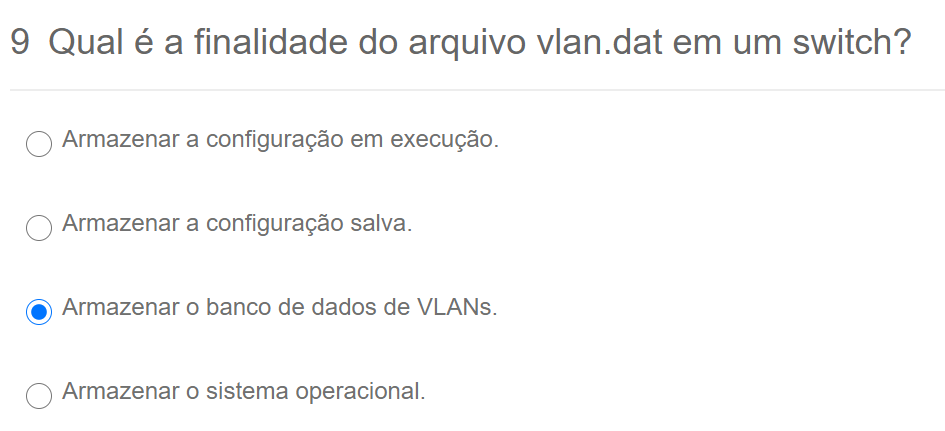 9 Qual é a finalidade do arquivo vlan.dat em um switch?
Armazenar a configuração em execução.
Armazenar a configuração salva.
Armazenar o banco de dados de VLANs.
Armazenar o sistema operacional.